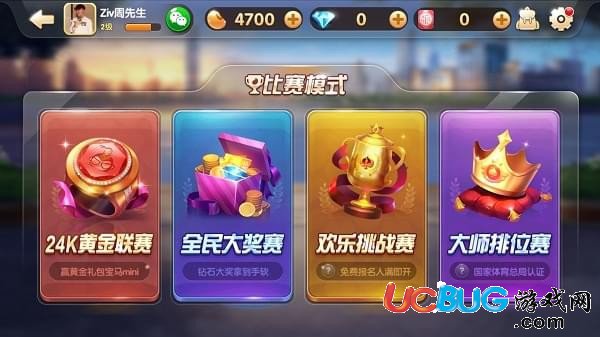 Ziv周先生
2级
4700
0
0
比赛模式
24K黄金联赛
全民大奖赛
欢乐挑战赛
大师排位赛
赢黄金礼包宝马mini
钻石大奖拿到手软
? 免费报名人满即开
? 国家体育总局认证
UCBUG游戏网
.com